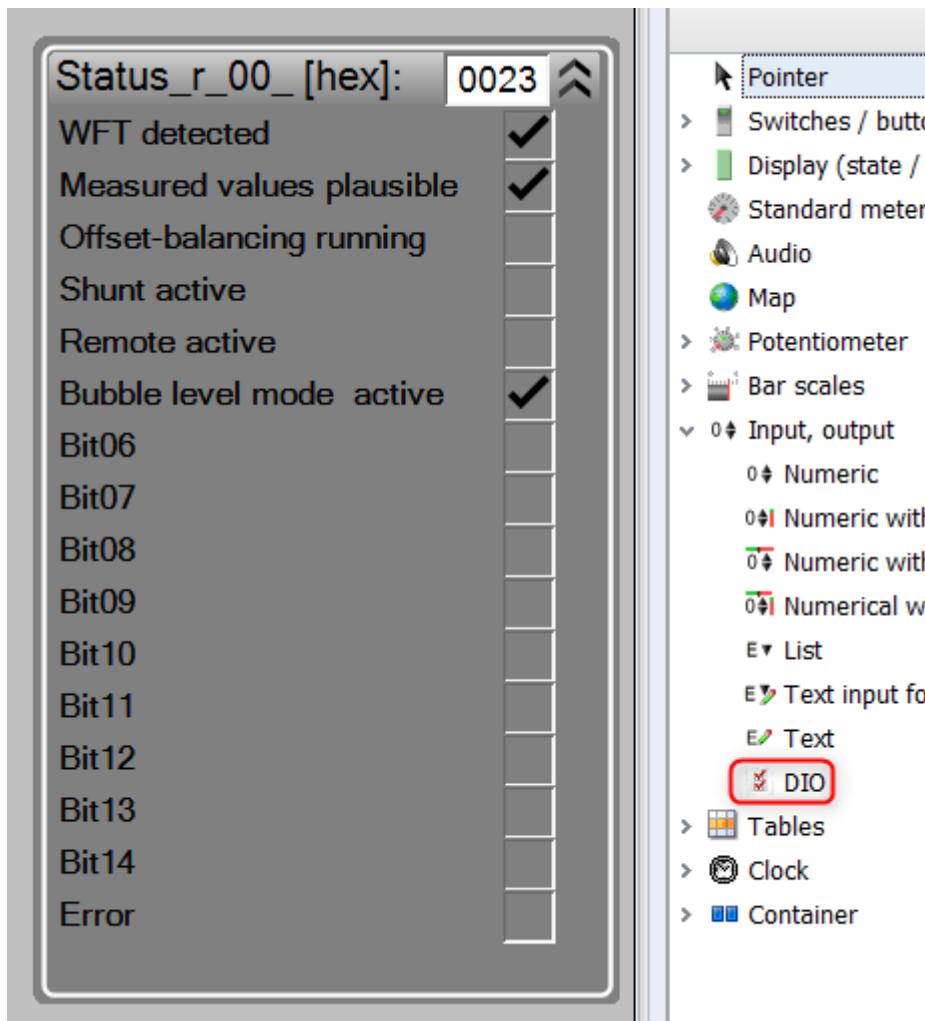 Status_r_00_ [hex]: 0023
WFT detected
Measured values plausible
Offset-balancing running
Shunt active
Remote active
Bubble level mode  active
Bit06
Bit07
Bit08
Bit09
Bit10
Bit11
Bit12
Bit13
Bit14
Error
Pointer
Switches / butto
Display (state /
Standard meter
Audio
Map
Potentiometer
Bar scales
Input, output
Numeric
Numeric with
Numeric with
Numerical w
List
Text input fo
Text
DIO
Tables
Clock
Container